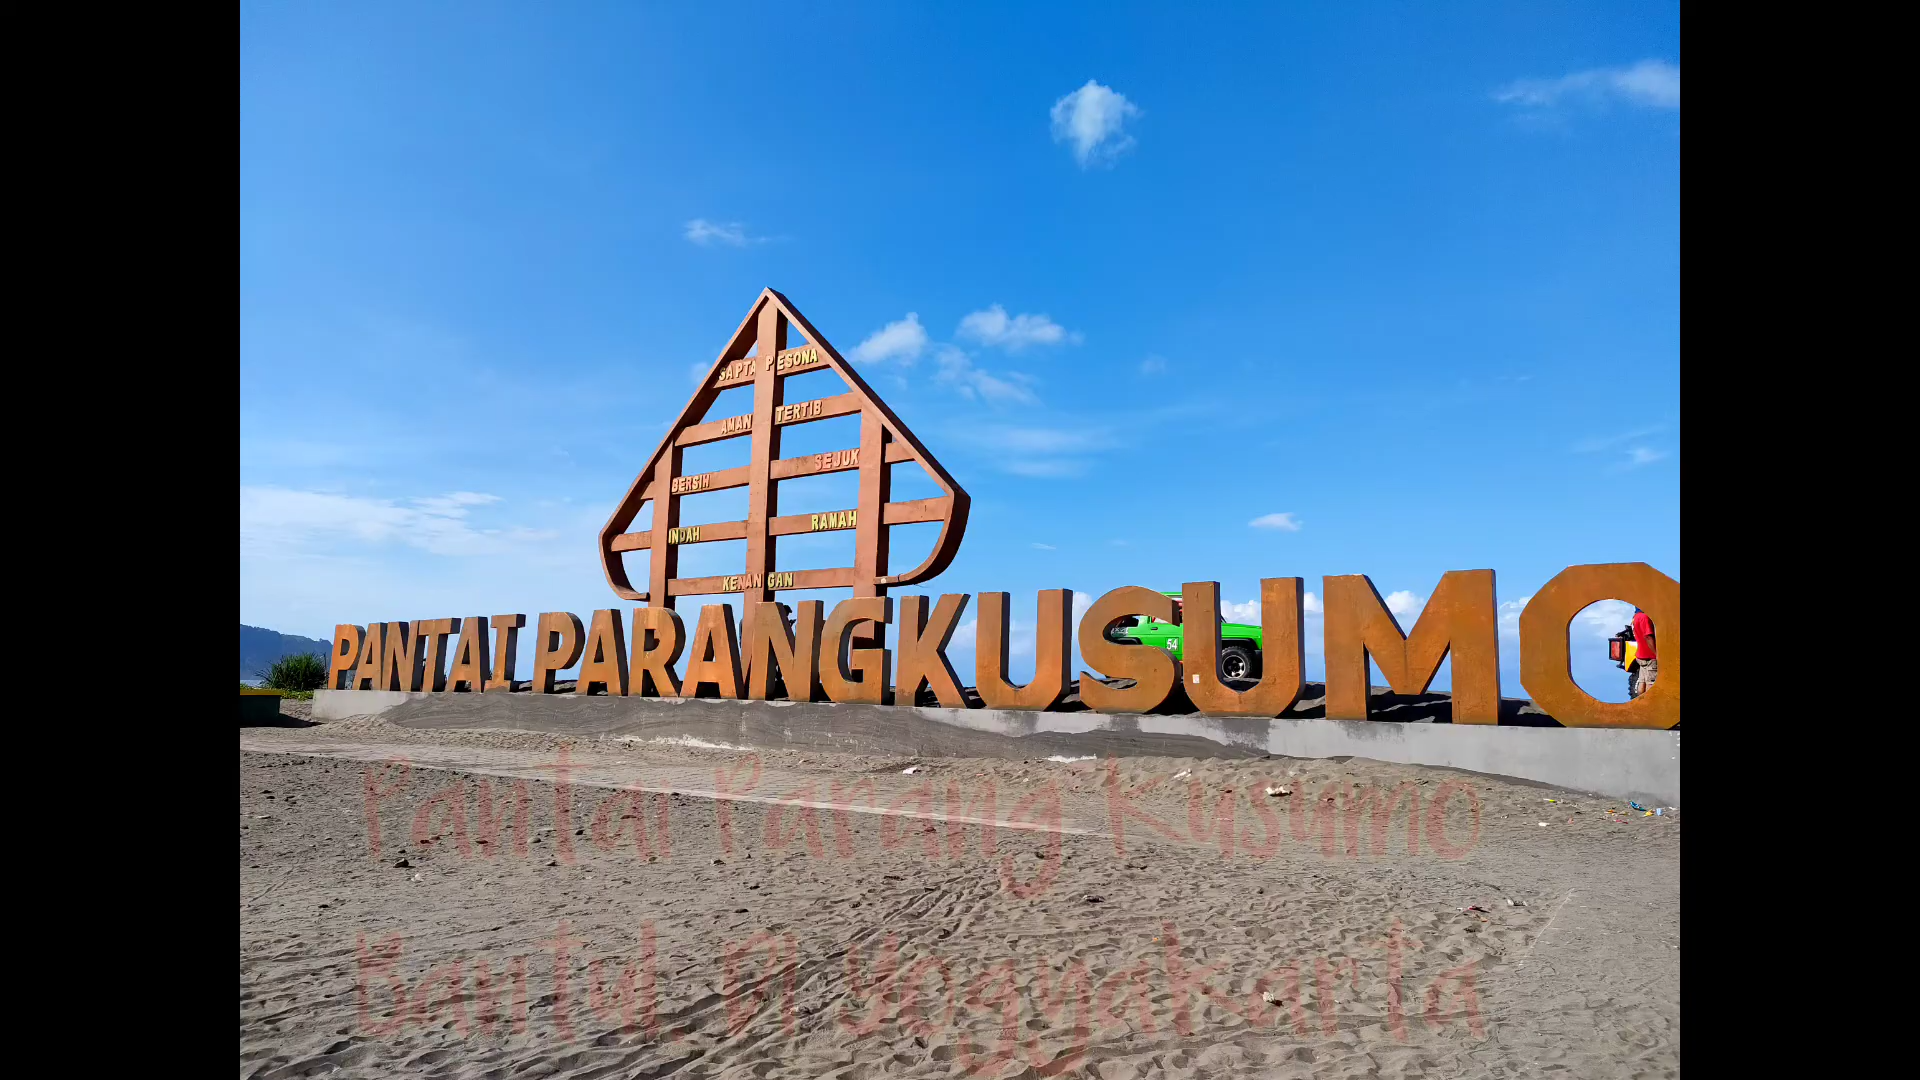 SAPTA PESONA
AMAN TERTIB
SEJUK
BERSIH
RAMAH
INDAH
KENANGAN
PANTAI PARANGKUSUMO
54
Pantai Parang Kusumo
Bantul, DI Yogyakarta